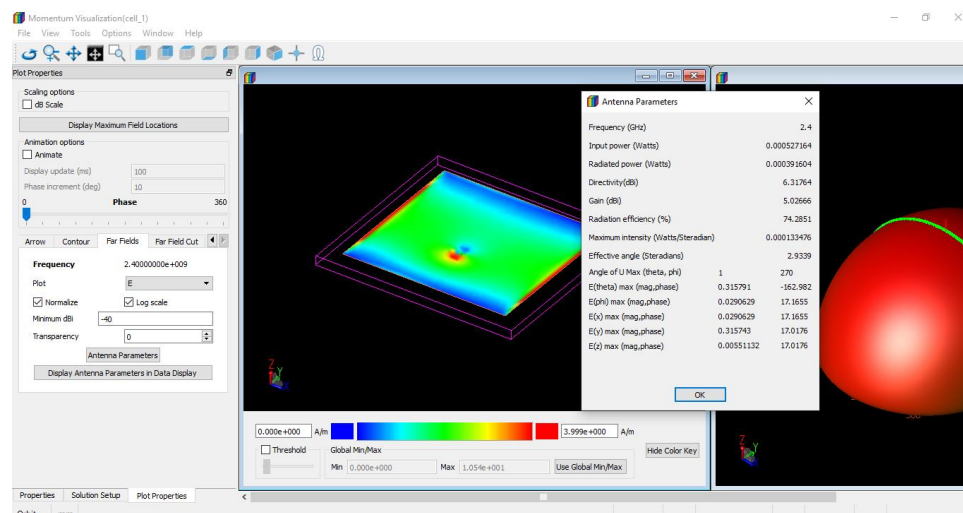 Momentum Visualization(cell_1)
File View Tools Options Window Help
Plot Properties
Scaling options
dB Scale
Display Maximum Field Locations
Animation options
Animate
Display update (ms) 100
Phase increment (deg) 10
0 Phase 360
Arrow Contour Far Fields Far Field Cut
Frequency 2.40000000e+009
Plot E
Normalize Log scale
Minimum dBi -40
Transparency 0
Antenna Parameters
Display Antenna Parameters in Data Display
Properties Solution Setup Plot Properties
Z
Y
X
0.000e+000 A/m 3.999e+000 A/m
Threshold Global Min/Max Hide Color Key
Min 0.000e+000 Max 1.054e+001 Use Global Min/Max
Antenna Parameters
Frequency (GHz) 2.4
Input power (Watts) 0.000527164
Radiated power (Watts) 0.000391604
Directivity(dBi) 6.31764
Gain (dBi) 5.02666
Radiation efficiency (%) 74.2851
Maximum intensity (Watts/Steradian) 0.000133476
Effective angle (Steradians) 2.9339
Angle of U Max (theta, phi) 1 270
E(theta) max (mag,phase) 0.315791 -162.982
E(phi) max (mag,phase) 0.0290629 17.1655
E(x) max (mag,phase) 0.0290629 17.1655
E(y) max (mag,phase) 0.315743 17.0176
E(z) max (mag,phase) 0.00551132 17.0176
OK
Z
Y